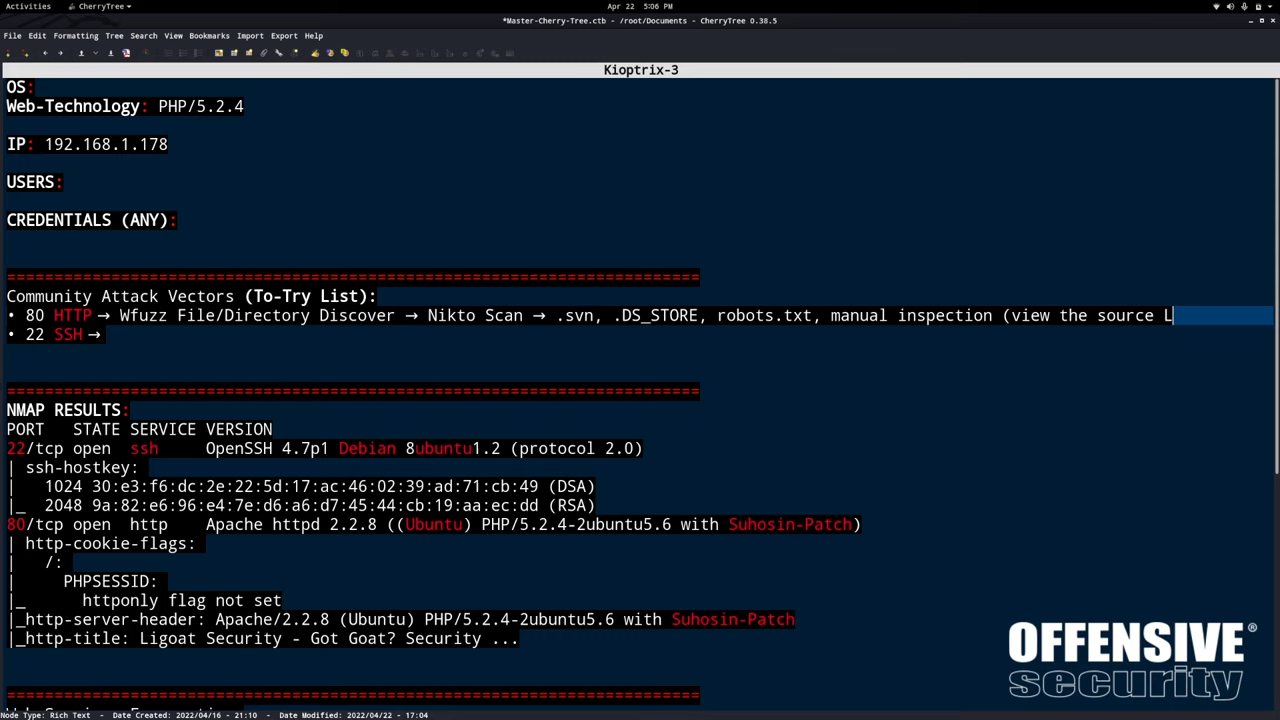 Activities CherryTree Apr 22 5:06 PM
*Master-Cherry-Tree.ctb - /root/Documents - CherryTree 0.38.5
File Edit Formatting Tree Search View Bookmarks Import Export Help
Kioptrix-3
OS:
Web-Technology: PHP/5.2.4
IP: 192.168.1.178
USERS:
CREDENTIALS (ANY):
==========================================================================
Community Attack Vectors (To-Try List):
• 80 HTTP → Wfuzz File/Directory Discover → Nikto Scan → .svn, .DS_STORE, robots.txt, manual inspection (view the source L
• 22 SSH →
==========================================================================
NMAP RESULTS:
PORT STATE SERVICE VERSION
22/tcp open ssh OpenSSH 4.7p1 Debian 8ubuntu1.2 (protocol 2.0)
| ssh-hostkey:
| 1024 30:e3:f6:dc:2e:22:5d:17:ac:46:02:39:ad:71:cb:49 (DSA)
|_ 2048 9a:82:e6:96:e4:7e:d6:a6:d7:45:44:cb:19:aa:ec:dd (RSA)
80/tcp open http Apache httpd 2.2.8 ((Ubuntu) PHP/5.2.4-2ubuntu5.6 with Suhosin-Patch)
| http-cookie-flags:
| /:
| PHPSESSID:
|_ httponly flag not set
|_http-server-header: Apache/2.2.8 (Ubuntu) PHP/5.2.4-2ubuntu5.6 with Suhosin-Patch
|_http-title: Ligoat Security - Got Goat? Security ...
==========================================================================
OFFENSIVE®
security
Node Type: Rich Text - Date Created: 2022/04/16 - 21:10 - Date Modified: 2022/04/22 - 17:04